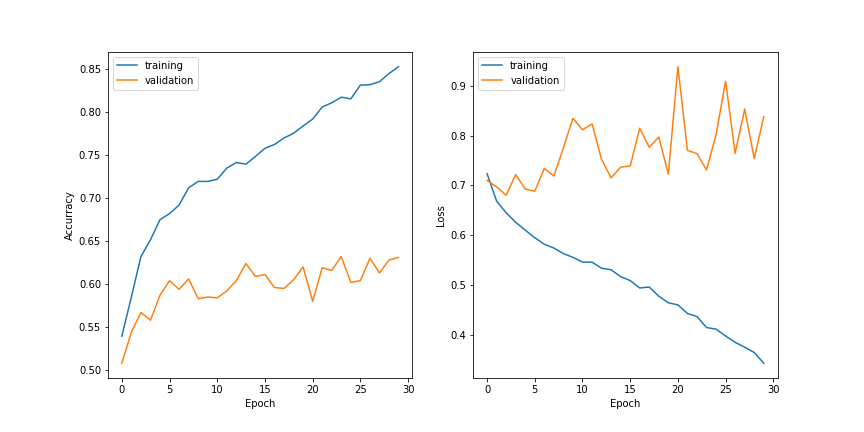 training
validation
0.85
0.80
0.75
0.70
0.65
0.60
0.55
0.50
Accurracy
0 5 10 15 20 25 30
Epoch
training
validation
0.9
0.8
0.7
0.6
0.5
0.4
Loss
0 5 10 15 20 25 30
Epoch